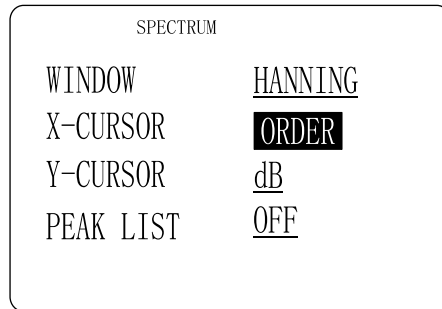 SPECTRUM
WINDOW HANNING
X-CURSOR ORDER
Y-CURSOR dB
PEAK LIST OFF